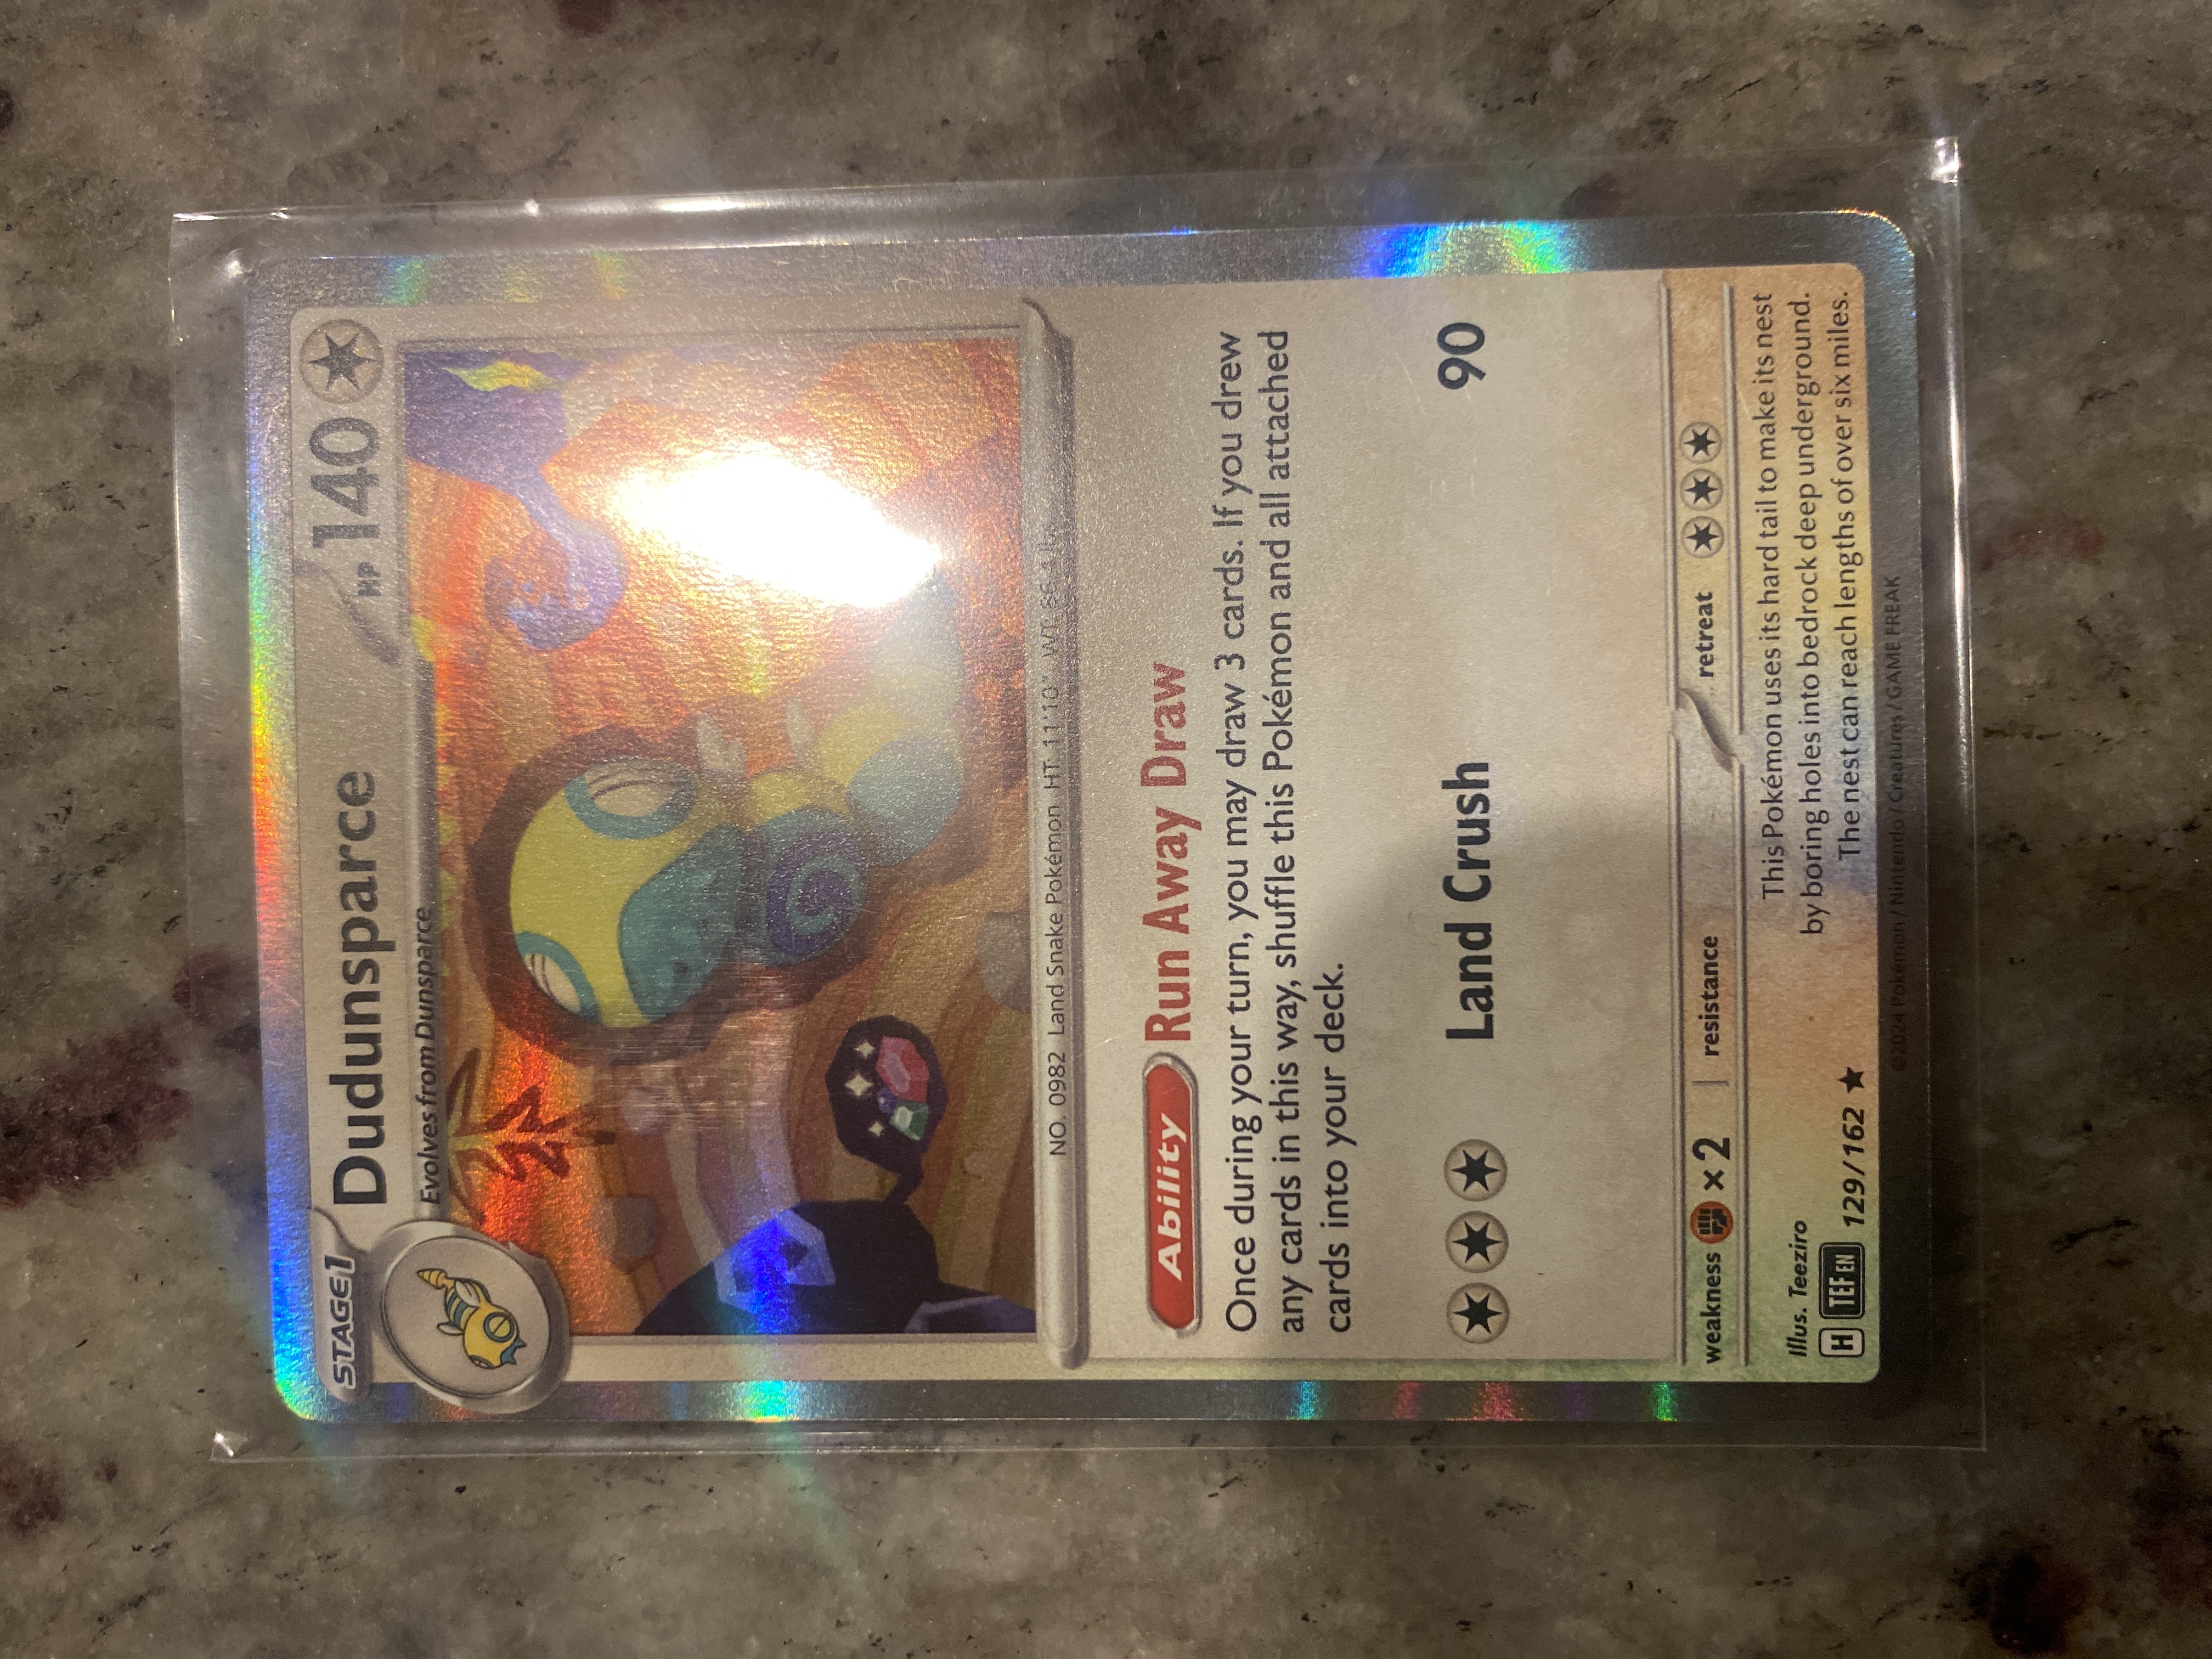 STAGE1
Dudunsparce
HP 140
Evolves from Dunsparce
NO. 0982 Land Snake Pokémon HT: 11'10" WT:
Ability Run Away Draw
Once during your turn, you may draw 3 cards. If you drew
any cards in this way, shuffle this Pokémon and all attached
cards into your deck.
Land Crush 90
weakness ×2 resistance retreat
Illus. Teeziro
This Pokémon uses its hard tail to make its nest
by boring holes into bedrock deep underground.
The nest can reach lengths of over six miles.
H TEF EN 129/162 ★
©2024 Pokémon / Nintendo / Creatures / GAME FREAK